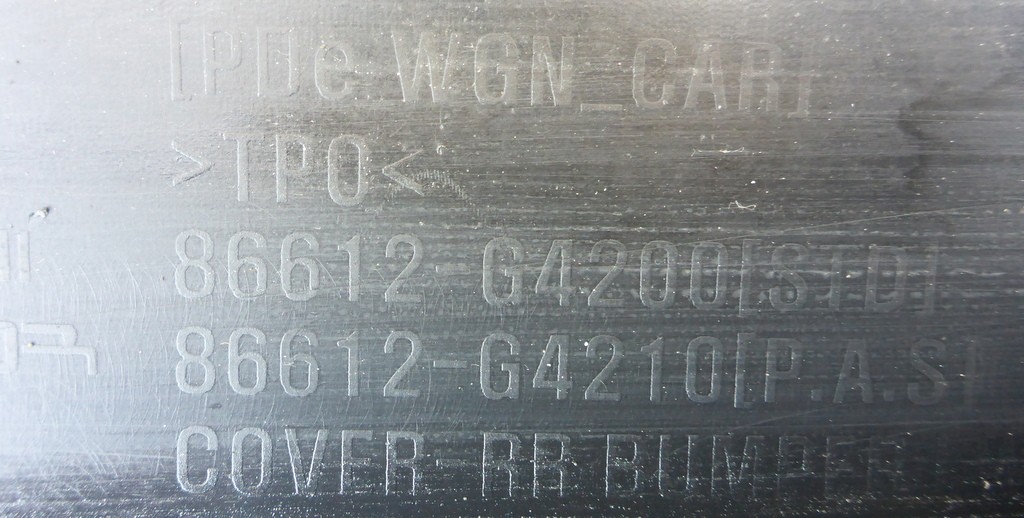 [PDe WGN_CAR]
>TPO<
86612-G4200[STD]
86612-G4210[P.A.S]
COVER-RR BUMPER